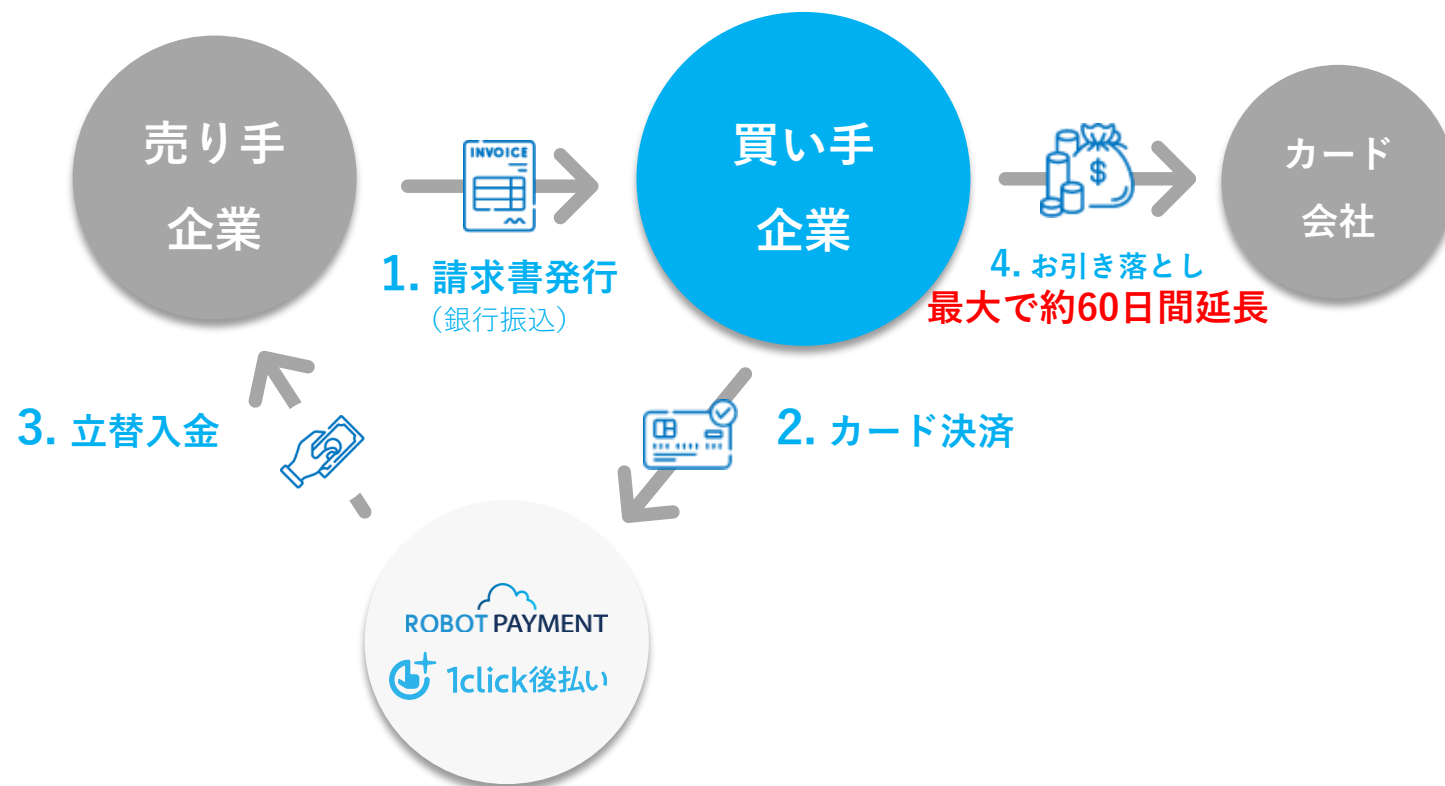 売り手
企業
INVOICE
1. 請求書発行
（銀行振込）
買い手
企業
$
4. お引き落とし
最大で約60日間延長
カード
会社
3. 立替入金
2. カード決済
ROBOT PAYMENT
1click後払い